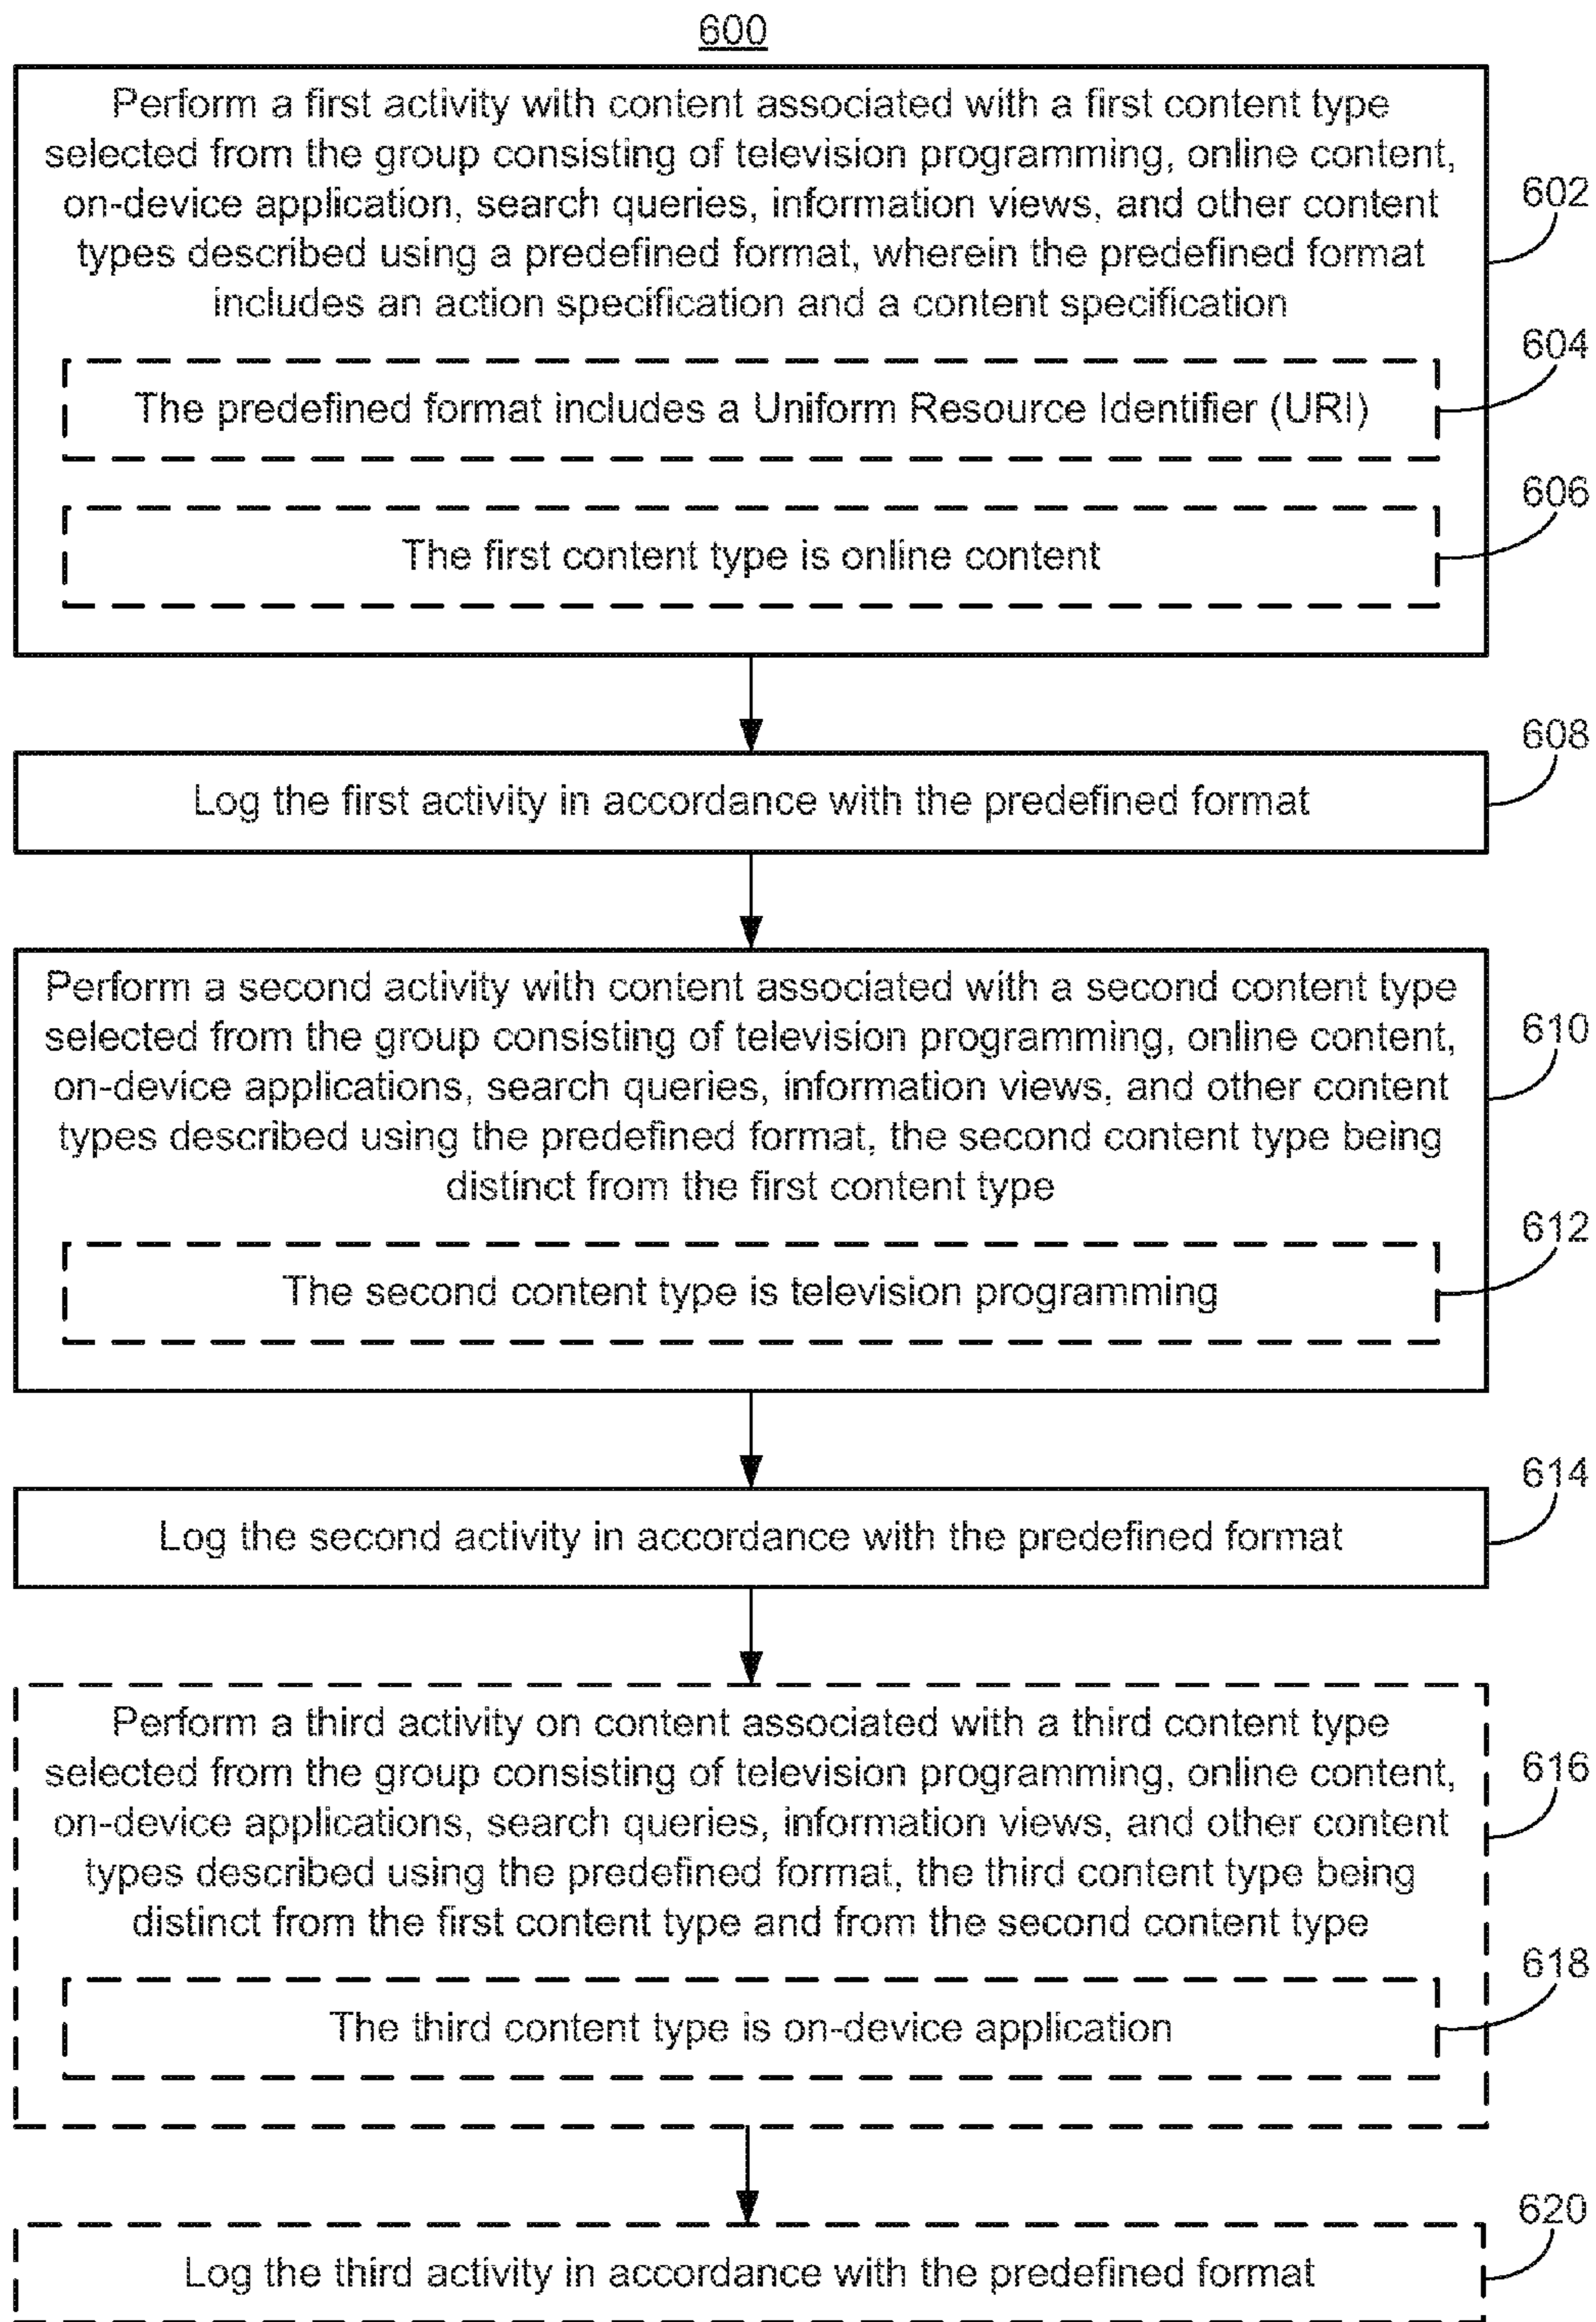 600
Perform a first activity with content associated with a first content type
selected from the group consisting of television programming, online content,
on-device application, search queries, information views, and other content
types described using a predefined format, wherein the predefined format
includes an action specification and a content specification
602
The predefined format includes a Uniform Resource Identifier (URI)
604
The first content type is online content
606
Log the first activity in accordance with the predefined format
608
Perform a second activity with content associated with a second content type
selected from the group consisting of television programming, online content,
on-device applications, search queries, information views, and other content
types described using the predefined format, the second content type being
distinct from the first content type
610
The second content type is television programming
612
Log the second activity in accordance with the predefined format
614
Perform a third activity on content associated with a third content type
selected from the group consisting of television programming, online content,
on-device applications, search queries, information views, and other content
types described using the predefined format, the third content type being
distinct from the first content type and from the second content type
616
The third content type is on-device application
618
Log the third activity in accordance with the predefined format
620